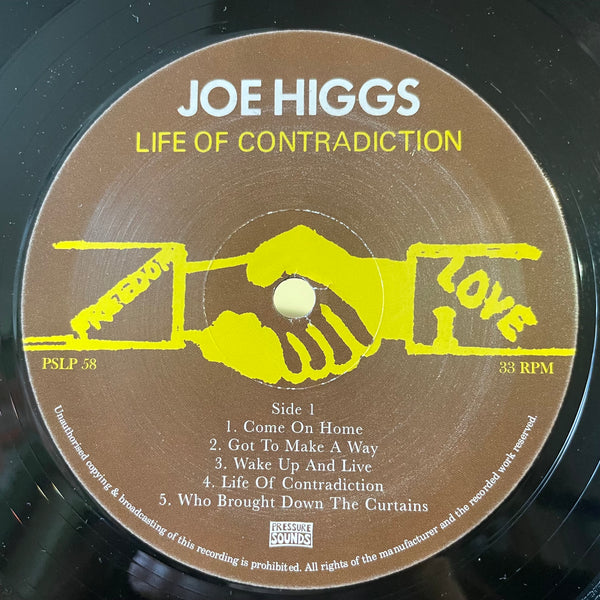 JOE HIGGS
LIFE OF CONTRADICTION
FREEDOM
LOVE
PSLP 58
33 RPM
Side 1
1. Come On Home
2. Got To Make A Way
3. Wake Up And Live
4. Life Of Contradiction
5. Who Brought Down The Curtains
PRESSURE
SOUNDS
Unauthorised copying & broadcasting of this recording is prohibited. All rights of the manufacturer and the recorded work reserved.